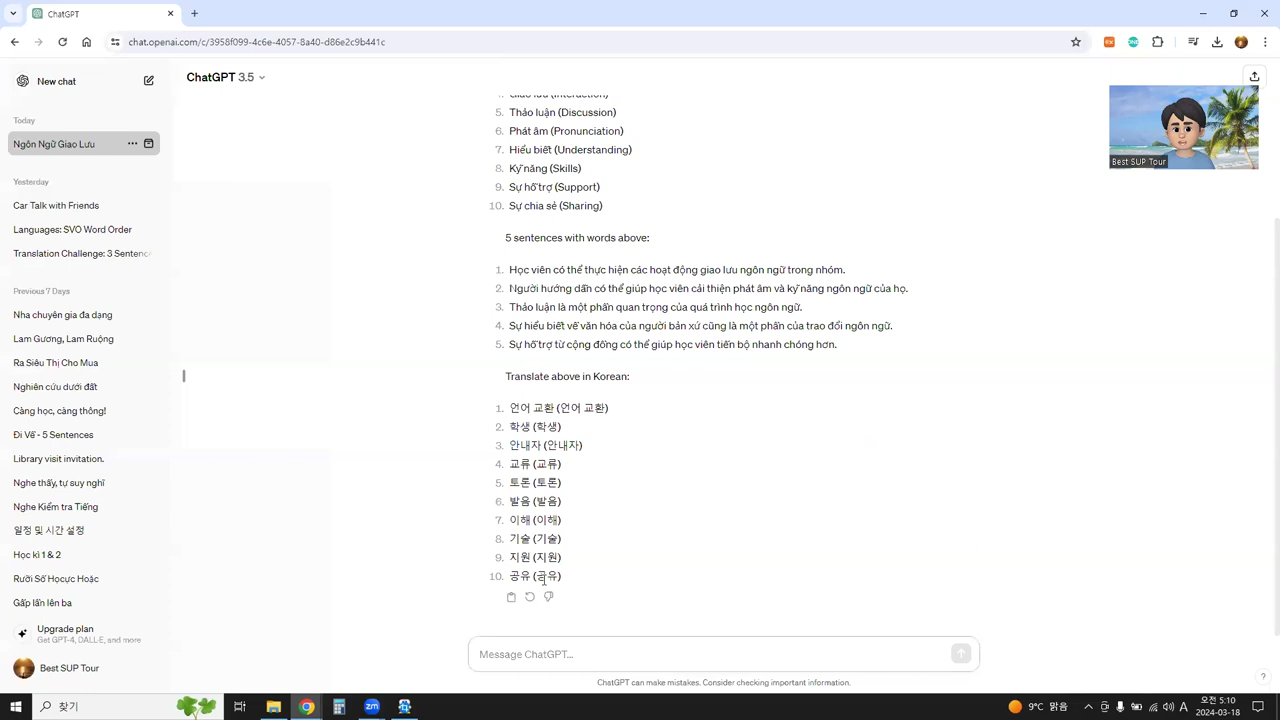 ChatGPT
chat.openai.com/c/3958f099-4c6e-4057-8a40-d86e2c9b441c
New chat
ChatGPT 3.5
Today
Ngôn Ngữ Giao Lưu
Yesterday
Car Talk with Friends
Languages: SVO Word Order
Translation Challenge: 3 Sentenc
Previous 7 Days
Nha chuyên gia đa dạng
Lam Gương, Lam Ruộng
Ra Siêu Thị Cho Mua
Nghiên cứu dưới đất
Càng học, càng thông!
Đi Về - 5 Sentences
Library visit invitation.
Nghe thấy, tự suy nghĩ
Nghe Kiểm tra Tiếng
일정 및 시간 설정
Học kì 1 & 2
Rưỡi Số Họcực Hoặc
Gấp lần lên ba
Upgrade plan
Get GPT-4, DALL·E, and more
Best SUP Tour
4. Giao lưu (Interaction)
5. Thảo luận (Discussion)
6. Phát âm (Pronunciation)
7. Hiểu biết (Understanding)
8. Kỹ năng (Skills)
9. Sự hỗ trợ (Support)
10. Sự chia sẻ (Sharing)
5 sentences with words above:
1. Học viên có thể thực hiện các hoạt động giao lưu ngôn ngữ trong nhóm.
2. Người hướng dẫn có thể giúp học viên cải thiện phát âm và kỹ năng ngôn ngữ của họ.
3. Thảo luận là một phần quan trọng của quá trình học ngôn ngữ.
4. Sự hiểu biết về văn hóa của người bản xứ cũng là một phần của trao đổi ngôn ngữ.
5. Sự hỗ trợ từ cộng đồng có thể giúp học viên tiến bộ nhanh chóng hơn.
Translate above in Korean:
1. 언어 교환 (언어 교환)
2. 학생 (학생)
3. 안내자 (안내자)
4. 교류 (교류)
5. 토론 (토론)
6. 발음 (발음)
7. 이해 (이해)
8. 기술 (기술)
9. 지원 (지원)
10. 공유 (공유)
Message ChatGPT...
ChatGPT can make mistakes. Consider checking important information.
?
Best SUP Tour
찾기
9°C 맑음
A
오전 5:10
2024-03-18